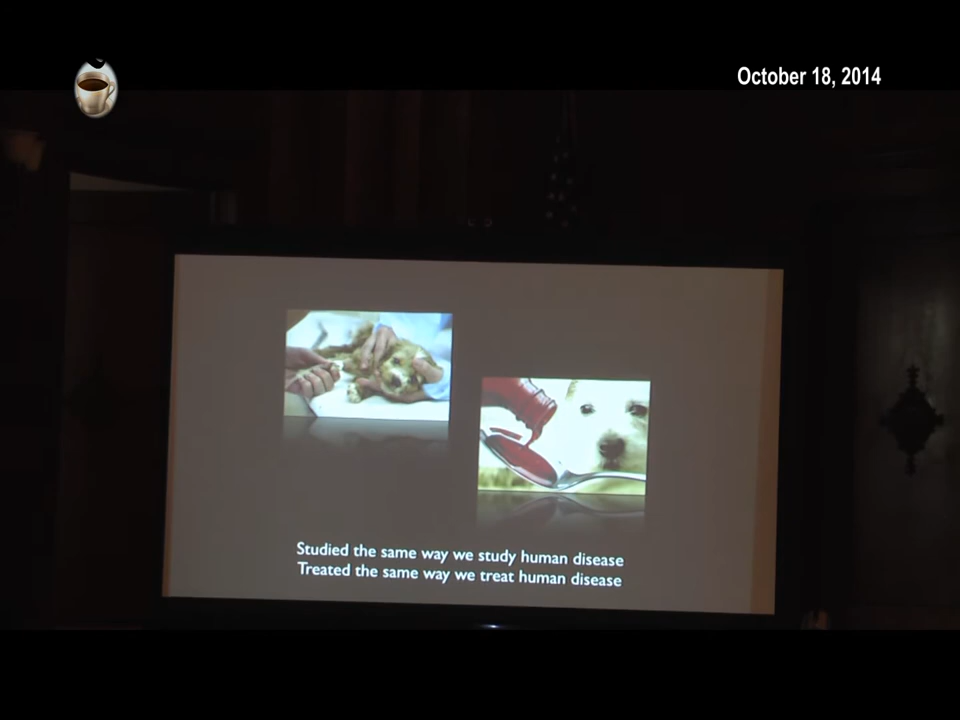 October 18, 2014
Studied the same way we study human disease
Treated the same way we treat human disease